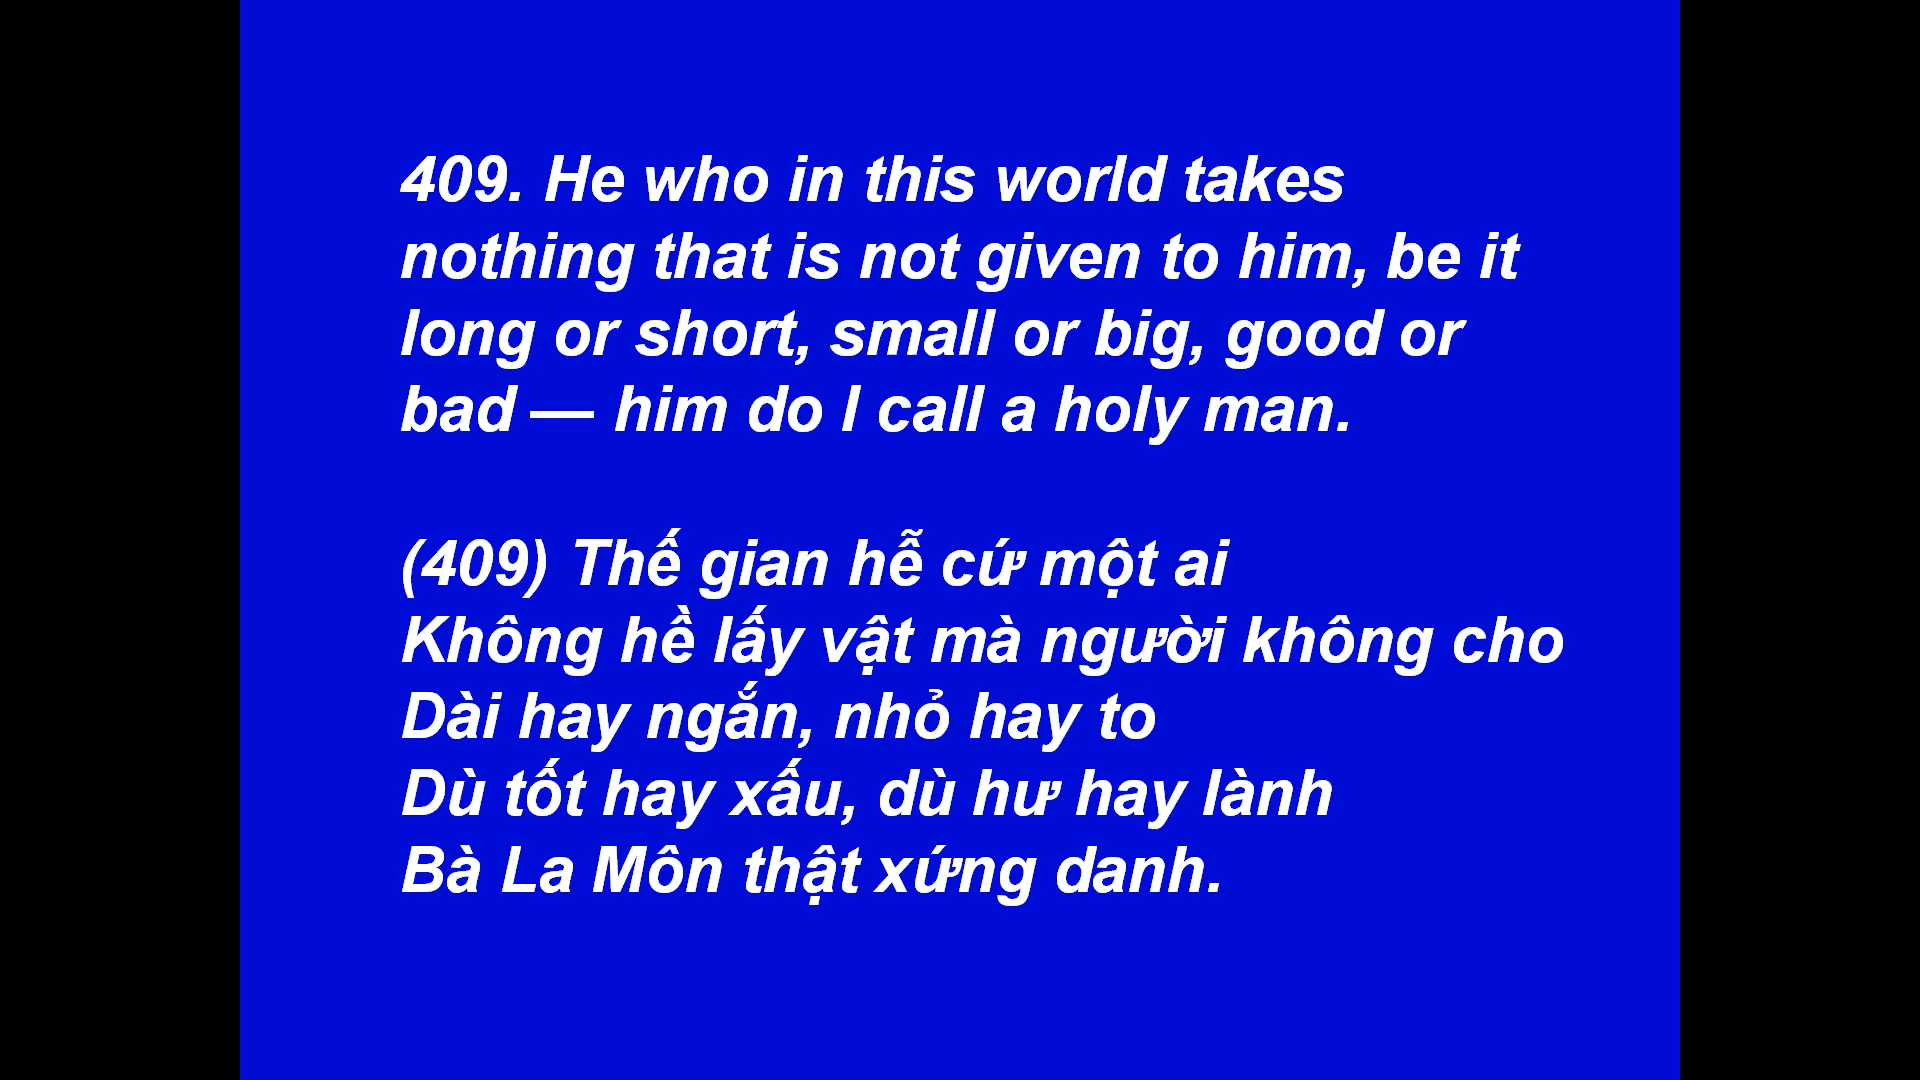 409. He who in this world takes
nothing that is not given to him, be it
long or short, small or big, good or
bad — him do I call a holy man.
(409) Thế gian hễ cứ một ai
Không hề lấy vật mà người không cho
Dài hay ngắn, nhỏ hay to
Dù tốt hay xấu, dù hư hay lành
Bà La Môn thật xứng danh.